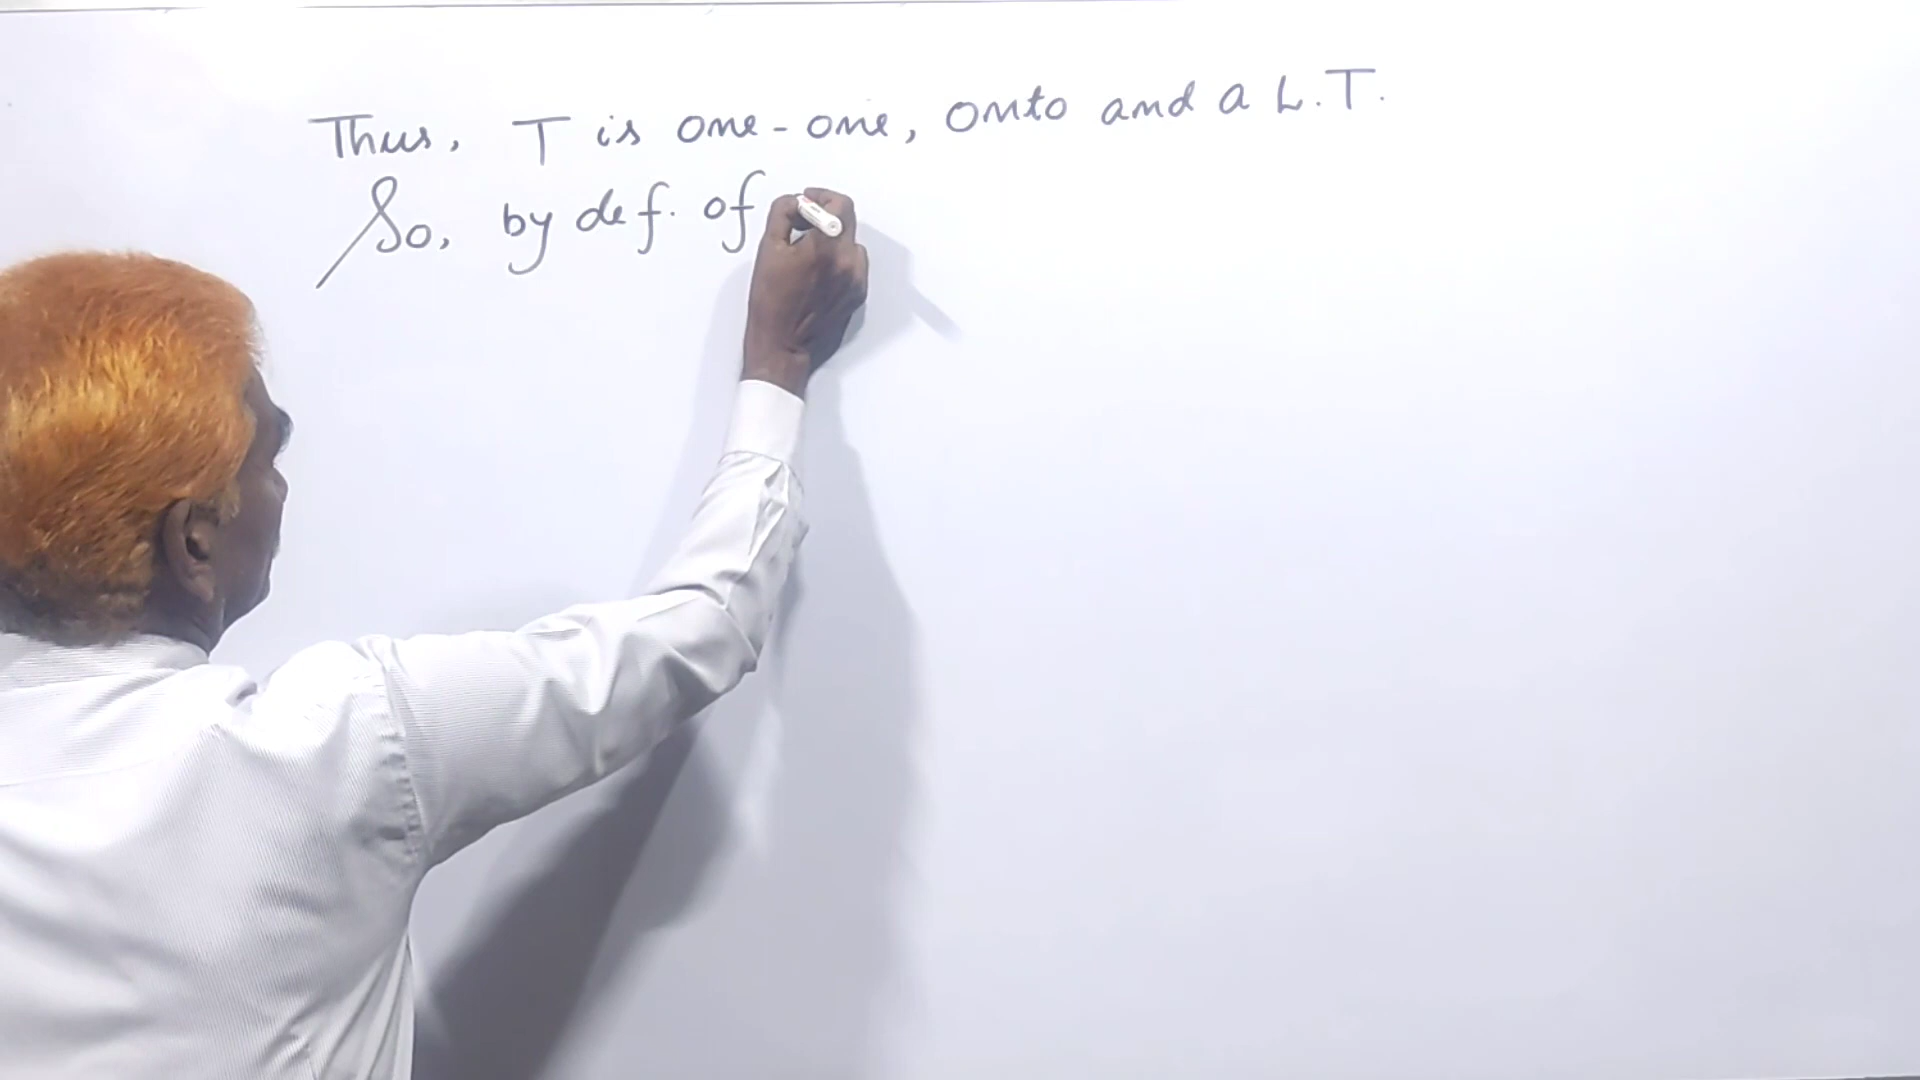 Thus, T is one-one, onto and a L.T.
So, by def. of